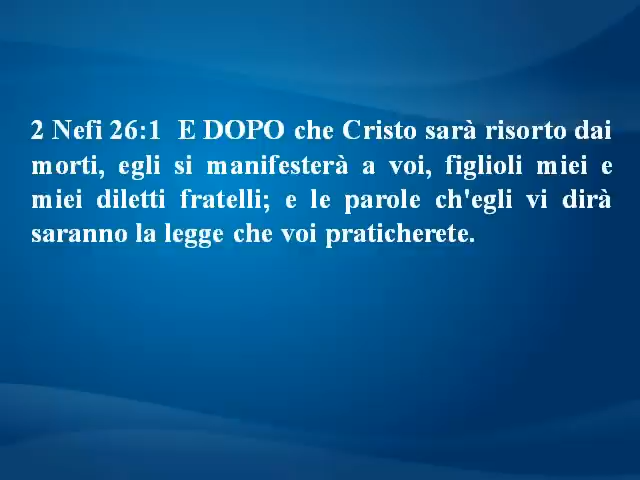 2 Nefi 26:1 E DOPO che Cristo sarà risorto dai
morti, egli si manifesterà a voi, figlioli miei e
miei diletti fratelli; e le parole ch'egli vi dirà
saranno la legge che voi praticherete.